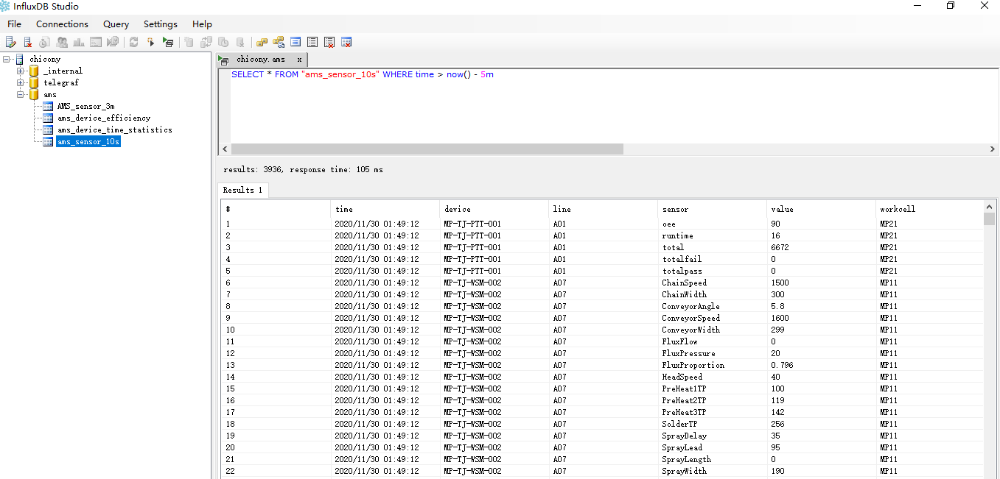 InfluxDB Studio
File Connections Query Settings Help
chicony
_internal
telegraf
ams
AMS_sensor_3m
ams_device_efficiency
ams_device_time_statistics
ams_sensor_10s
chicony.ams x
SELECT * FROM "ams_sensor_10s" WHERE time > now() - 5m
results: 3936, response time: 105 ms
Results 1
# time device line sensor value workcell
1 2020/11/30 01:49:12 MP-TJ-PTT-001 A01 oee 90 MP21
2 2020/11/30 01:49:12 MP-TJ-PTT-001 A01 runtime 16 MP21
3 2020/11/30 01:49:12 MP-TJ-PTT-001 A01 total 6672 MP21
4 2020/11/30 01:49:12 MP-TJ-PTT-001 A01 totalfail 0 MP21
5 2020/11/30 01:49:12 MP-TJ-PTT-001 A01 totalpass 0 MP21
6 2020/11/30 01:49:12 MP-TJ-WSM-002 A07 ChainSpeed 1500 MP11
7 2020/11/30 01:49:12 MP-TJ-WSM-002 A07 ChainWidth 300 MP11
8 2020/11/30 01:49:12 MP-TJ-WSM-002 A07 ConveyorAngle 5.8 MP11
9 2020/11/30 01:49:12 MP-TJ-WSM-002 A07 ConveyorSpeed 1600 MP11
10 2020/11/30 01:49:12 MP-TJ-WSM-002 A07 ConveyorWidth 299 MP11
11 2020/11/30 01:49:12 MP-TJ-WSM-002 A07 FluxFlow 0 MP11
12 2020/11/30 01:49:12 MP-TJ-WSM-002 A07 FluxPressure 20 MP11
13 2020/11/30 01:49:12 MP-TJ-WSM-002 A07 FluxProportion 0.796 MP11
14 2020/11/30 01:49:12 MP-TJ-WSM-002 A07 HeadSpeed 40 MP11
15 2020/11/30 01:49:12 MP-TJ-WSM-002 A07 PreHeat1TP 100 MP11
16 2020/11/30 01:49:12 MP-TJ-WSM-002 A07 PreHeat2TP 119 MP11
17 2020/11/30 01:49:12 MP-TJ-WSM-002 A07 PreHeat3TP 142 MP11
18 2020/11/30 01:49:12 MP-TJ-WSM-002 A07 SolderTP 256 MP11
19 2020/11/30 01:49:12 MP-TJ-WSM-002 A07 SprayDelay 35 MP11
20 2020/11/30 01:49:12 MP-TJ-WSM-002 A07 SprayLead 95 MP11
21 2020/11/30 01:49:12 MP-TJ-WSM-002 A07 SprayLength 0 MP11
22 2020/11/30 01:49:12 MP-TJ-WSM-002 A07 SprayWidth 190 MP11